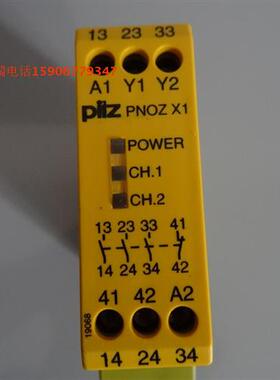 13 23 33
A1 Y1 Y2
pilz PNOZ X1
POWER
CH.1
CH.2
13 23 33 41
14 24 34 42
41 42 A2
19068
14 24 34